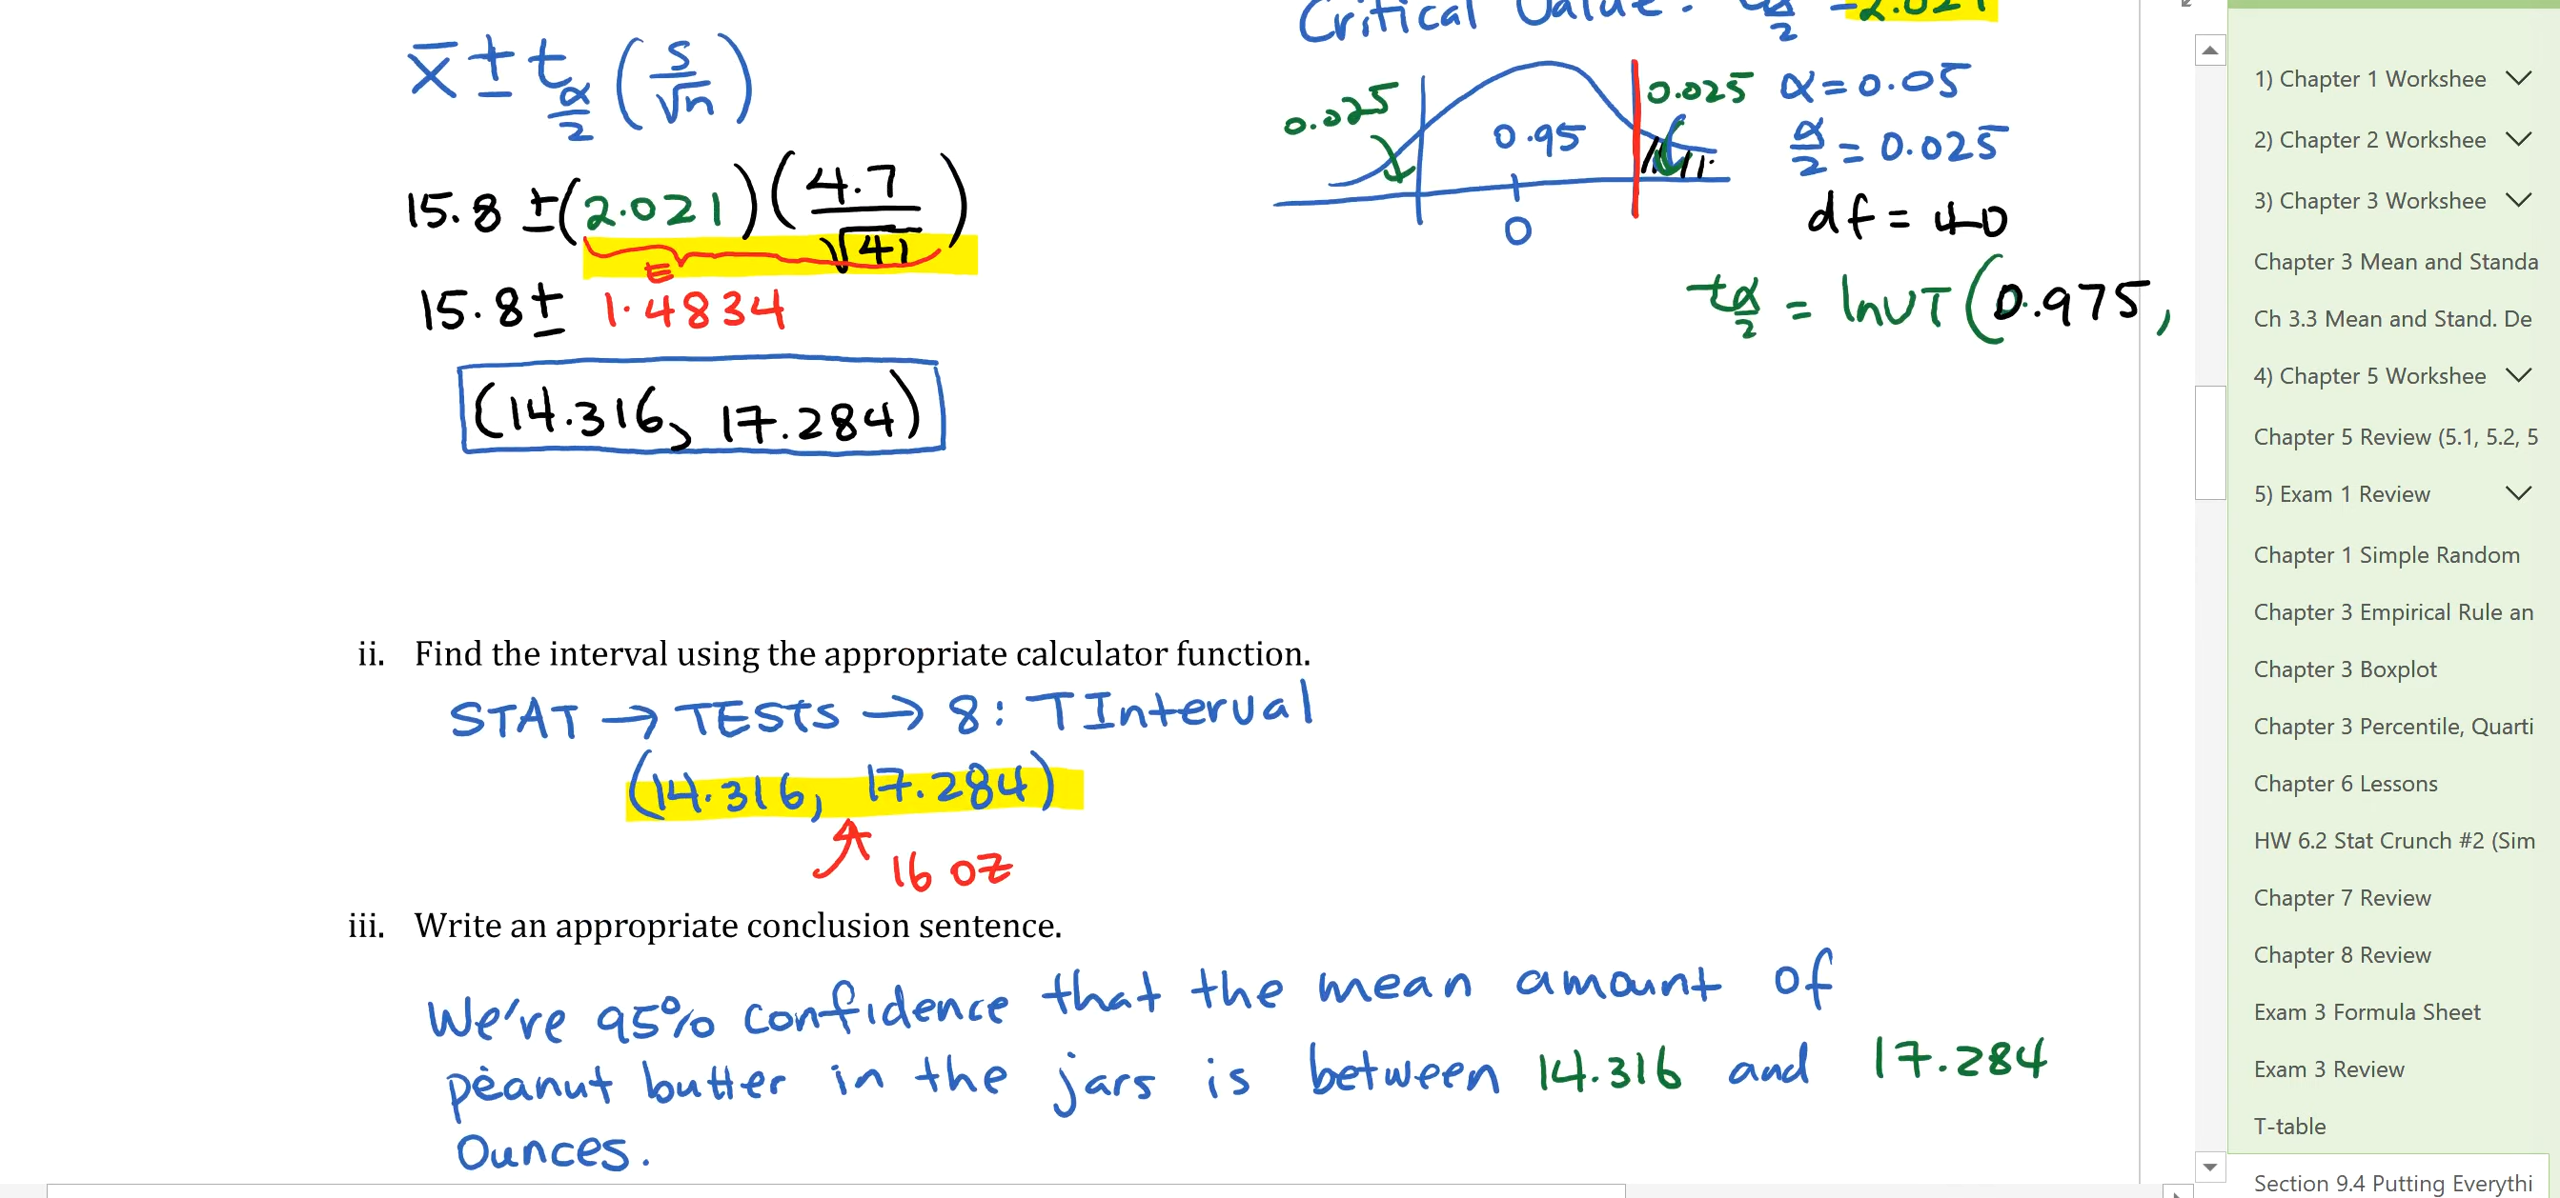 Critical Value: tα/2 = 2.021
x̄ ± tα/2 (s/√n)
0.025
0.95
0
0.025
α = 0.05
α/2 = 0.025
df = 40
tα/2 = InvT(0.975,
15.8 ± (2.021)(4.7/√41)
E
15.8 ± 1.4834
(14.316, 17.284)
ii. Find the interval using the appropriate calculator function.
STAT → TESTS → 8: TInterval
(14.316, 17.284)
16 oz
iii. Write an appropriate conclusion sentence.
We're 95% confidence that the mean amount of
peanut butter in the jars is between 14.316 and 17.284
Ounces.
1) Chapter 1 Workshee
2) Chapter 2 Workshee
3) Chapter 3 Workshee
Chapter 3 Mean and Standa
Ch 3.3 Mean and Stand. De
4) Chapter 5 Workshee
Chapter 5 Review (5.1, 5.2, 5
5) Exam 1 Review
Chapter 1 Simple Random
Chapter 3 Empirical Rule an
Chapter 3 Boxplot
Chapter 3 Percentile, Quarti
Chapter 6 Lessons
HW 6.2 Stat Crunch #2 (Sim
Chapter 7 Review
Chapter 8 Review
Exam 3 Formula Sheet
Exam 3 Review
T-table
Section 9.4 Putting Everythi